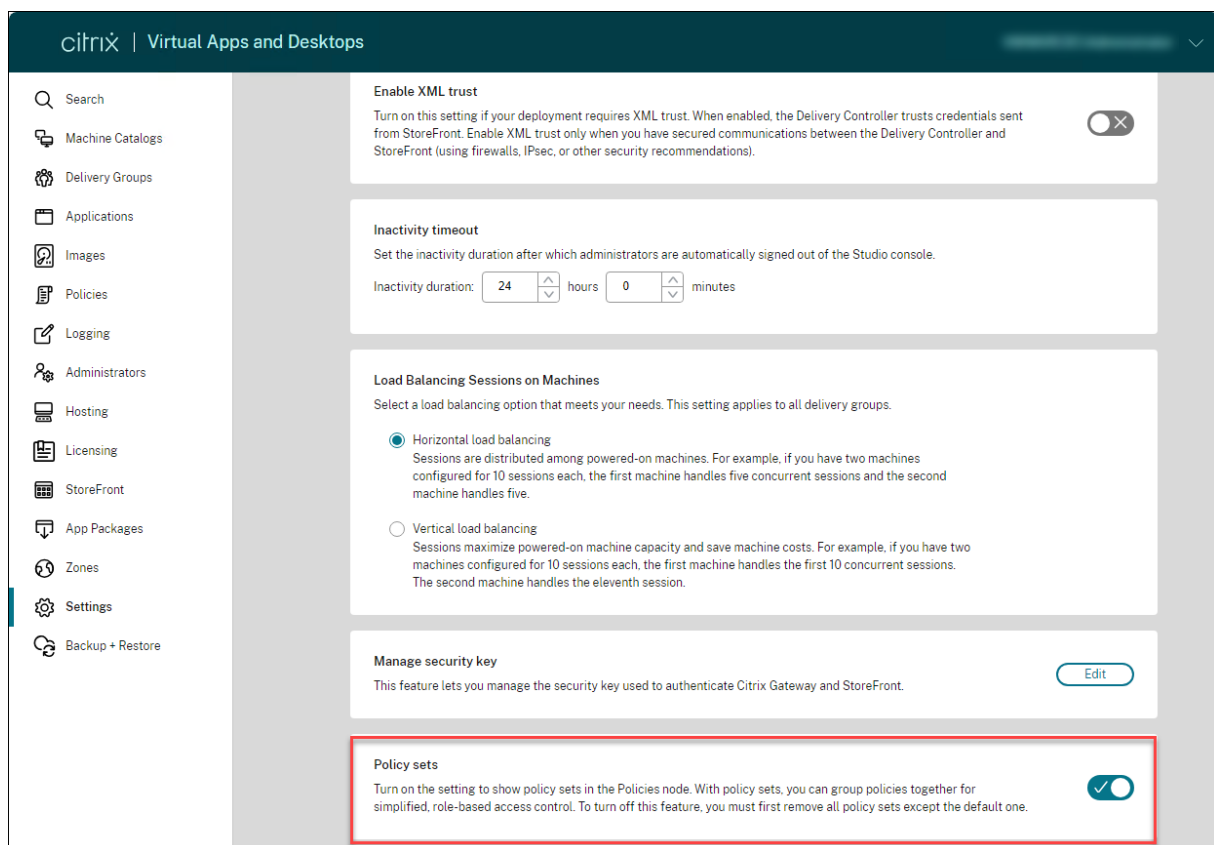 citrix | Virtual Apps and Desktops
Search
Machine Catalogs
Delivery Groups
Applications
Images
Policies
Logging
Administrators
Hosting
Licensing
StoreFront
App Packages
Zones
Settings
Backup + Restore
Enable XML trust
Turn on this setting if your deployment requires XML trust. When enabled, the Delivery Controller trusts credentials sent
from StoreFront. Enable XML trust only when you have secured communications between the Delivery Controller and
StoreFront (using firewalls, IPsec, or other security recommendations).
Inactivity timeout
Set the inactivity duration after which administrators are automatically signed out of the Studio console.
Inactivity duration: 24 hours 0 minutes
Load Balancing Sessions on Machines
Select a load balancing option that meets your needs. This setting applies to all delivery groups.
Horizontal load balancing
Sessions are distributed among powered-on machines. For example, if you have two machines
configured for 10 sessions each, the first machine handles five concurrent sessions and the second
machine handles five.
Vertical load balancing
Sessions maximize powered-on machine capacity and save machine costs. For example, if you have two
machines configured for 10 sessions each, the first machine handles the first 10 concurrent sessions.
The second machine handles the eleventh session.
Manage security key
This feature lets you manage the security key used to authenticate Citrix Gateway and StoreFront.
Edit
Policy sets
Turn on the setting to show policy sets in the Policies node. With policy sets, you can group policies together for
simplified, role-based access control. To turn off this feature, you must first remove all policy sets except the default one.